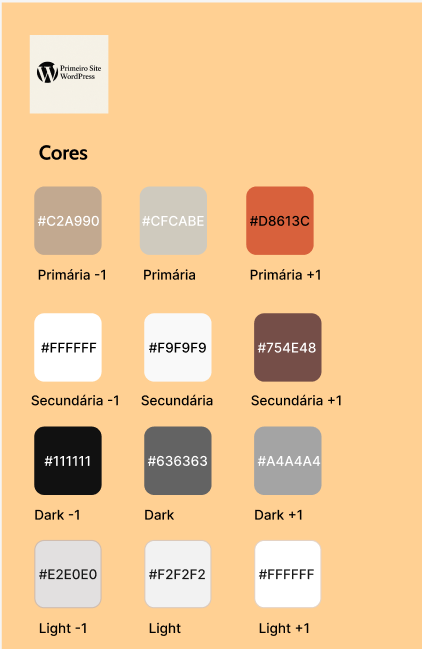 Primeiro Site
WordPress
Cores
#C2A990 #CFCABE #D8613C
Primária -1 Primária Primária +1
#FFFFFF #F9F9F9 #754E48
Secundária -1 Secundária Secundária +1
#111111 #636363 #A4A4A4
Dark -1 Dark Dark +1
#E2E0E0 #F2F2F2 #FFFFFF
Light -1 Light Light +1